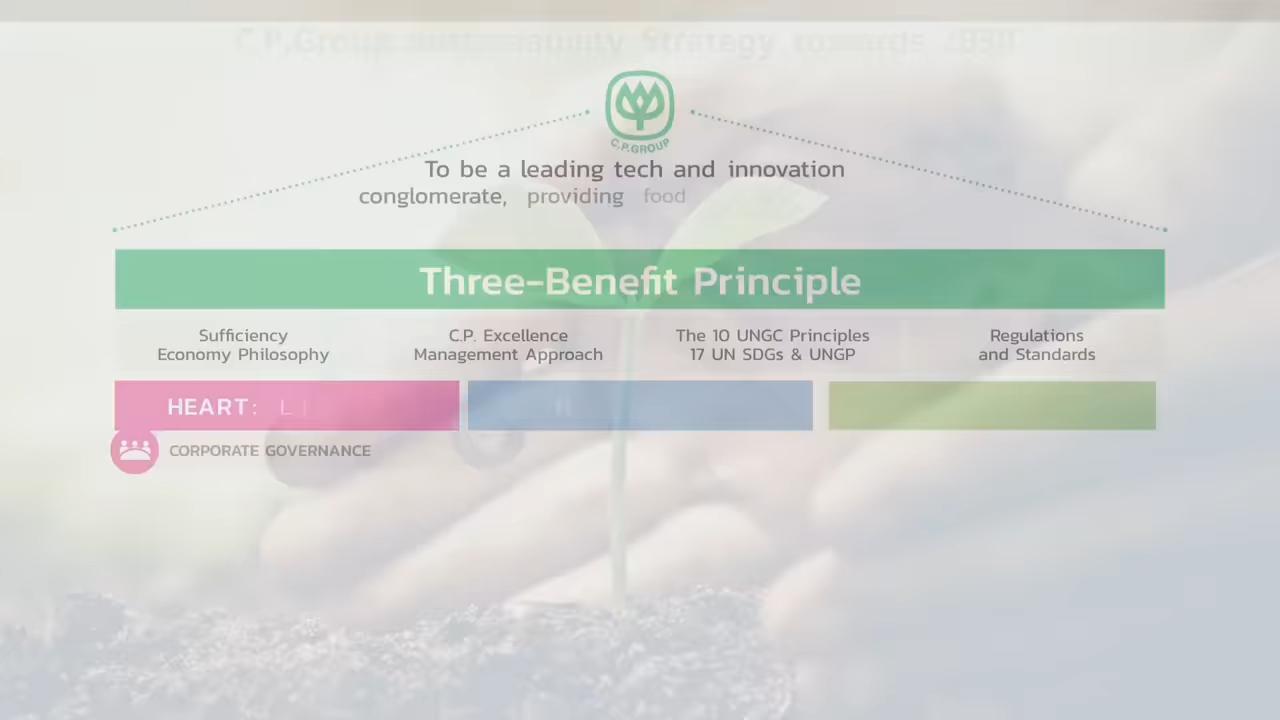 C.P.GROUP
To be a leading tech and innovation
conglomerate, providing food
Three-Benefit Principle
Sufficiency
Economy Philosophy
C.P. Excellence
Management Approach
The 10 UNGC Principles
17 UN SDGs & UNGP
Regulations
and Standards
HEART: L I
CORPORATE GOVERNANCE